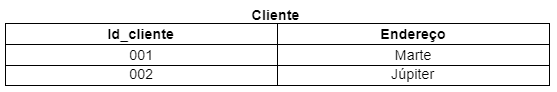 Cliente
Id_cliente Endereço
001 Marte
002 Júpiter